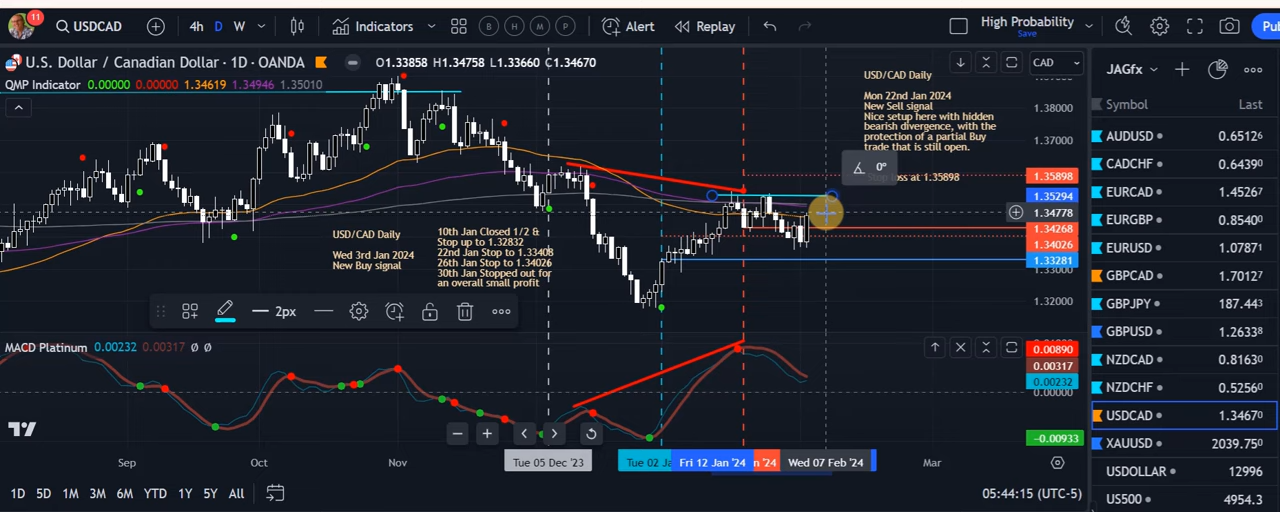 11
USDCAD
4h D W
Indicators
B H M P
Alert
Replay
High Probability
Save
U.S. Dollar / Canadian Dollar · 1D · OANDA
O1.33858 H1.34758 L1.33660 C1.34670
CAD
QMP Indicator 0.00000 0.00000 1.34619 1.34946 1.35010
USD/CAD Daily
Mon 22nd Jan 2024
New Sell signal
Nice setup here with hidden
bearish divergence, with the
protection of a partial Buy
trade that is still open.
loss at 1.35898
0°
1.38000
1.37000
1.35898
1.35294
1.34778
1.34268
1.34026
1.33281
1.33000
1.32000
USD/CAD Daily
Wed 3rd Jan 2024
New Buy signal
10th Jan Closed 1/2 &
Stop up to 1.32832
22nd Jan Stop to 1.33408
26th Jan Stop to 1.34026
30th Jan Stopped out for
an overall small profit
2px
MACD Platinum 0.00232 0.00317 Ø Ø
0.00890
0.00317
0.00232
0.00000
-0.00933
Sep Oct Nov Tue 05 Dec '23 Tue 02 Fri 12 Jan '24 n '24 Wed 07 Feb '24 Mar
1D 5D 1M 3M 6M YTD 1Y 5Y All
05:44:15 (UTC-5)
JAGfx
Symbol Last
AUDUSD 0.65126
CADCHF 0.64390
EURCAD 1.45267
EURGBP 0.85400
EURUSD 1.07871
GBPCAD 1.70127
GBPJPY 187.443
GBPUSD 1.26338
NZDCAD 0.81630
NZDCHF 0.52560
USDCAD 1.34670
XAUUSD 2039.750
USDOLLAR 12996
US500 4954.3